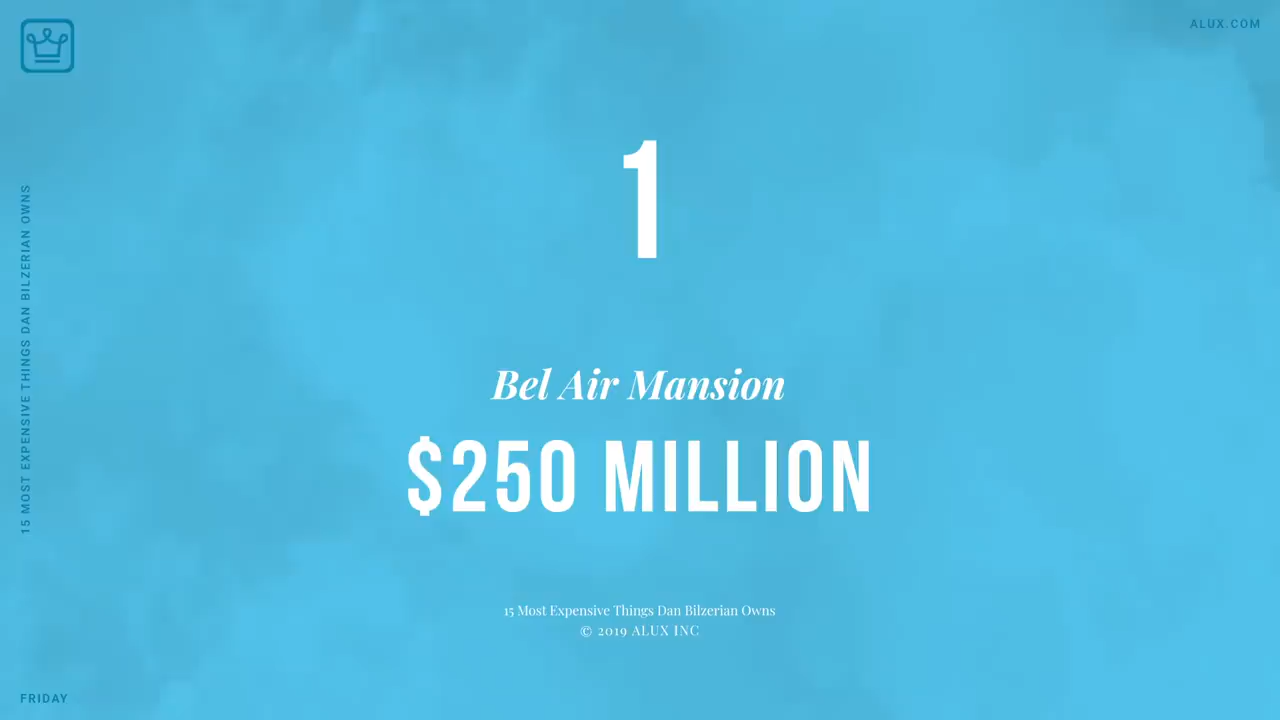 ALUX.COM
15 MOST EXPENSIVE THINGS DAN BILZERIAN OWNS
1
Bel Air Mansion
$250 MILLION
15 Most Expensive Things Dan Bilzerian Owns
© 2019 ALUX INC
FRIDAY